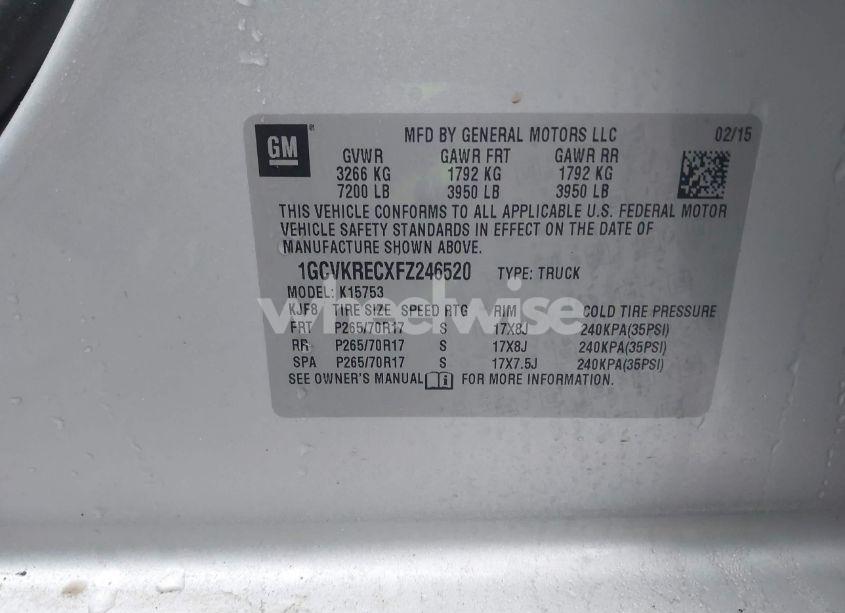 GM
MFD BY GENERAL MOTORS LLC 02/15
GVWR GAWR FRT GAWR RR
3266 KG 1792 KG 1792 KG
7200 LB 3950 LB 3950 LB
THIS VEHICLE CONFORMS TO ALL APPLICABLE U.S. FEDERAL MOTOR
VEHICLE SAFETY STANDARDS IN EFFECT ON THE DATE OF
MANUFACTURE SHOWN ABOVE.
1GCVKRECXFZ246520 TYPE: TRUCK
MODEL: K15753
wheelwise
KJF8 TIRE SIZE SPEED RTG RIM COLD TIRE PRESSURE
FRT P265/70R17 S 17X8J 240KPA(35PSI)
RR P265/70R17 S 17X8J 240KPA(35PSI)
SPA P265/70R17 S 17X7.5J 240KPA(35PSI)
SEE OWNER'S MANUAL FOR MORE INFORMATION.